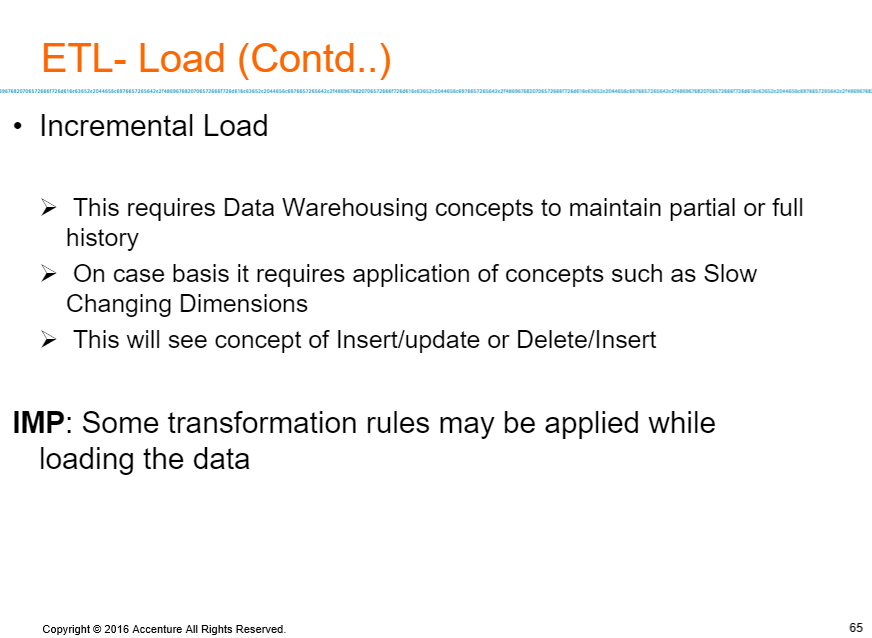 ETL- Load (Contd..)
• Incremental Load
➢ This requires Data Warehousing concepts to maintain partial or full
history
➢ On case basis it requires application of concepts such as Slow
Changing Dimensions
➢ This will see concept of Insert/update or Delete/Insert
IMP: Some transformation rules may be applied while
loading the data
Copyright © 2016 Accenture All Rights Reserved.
65